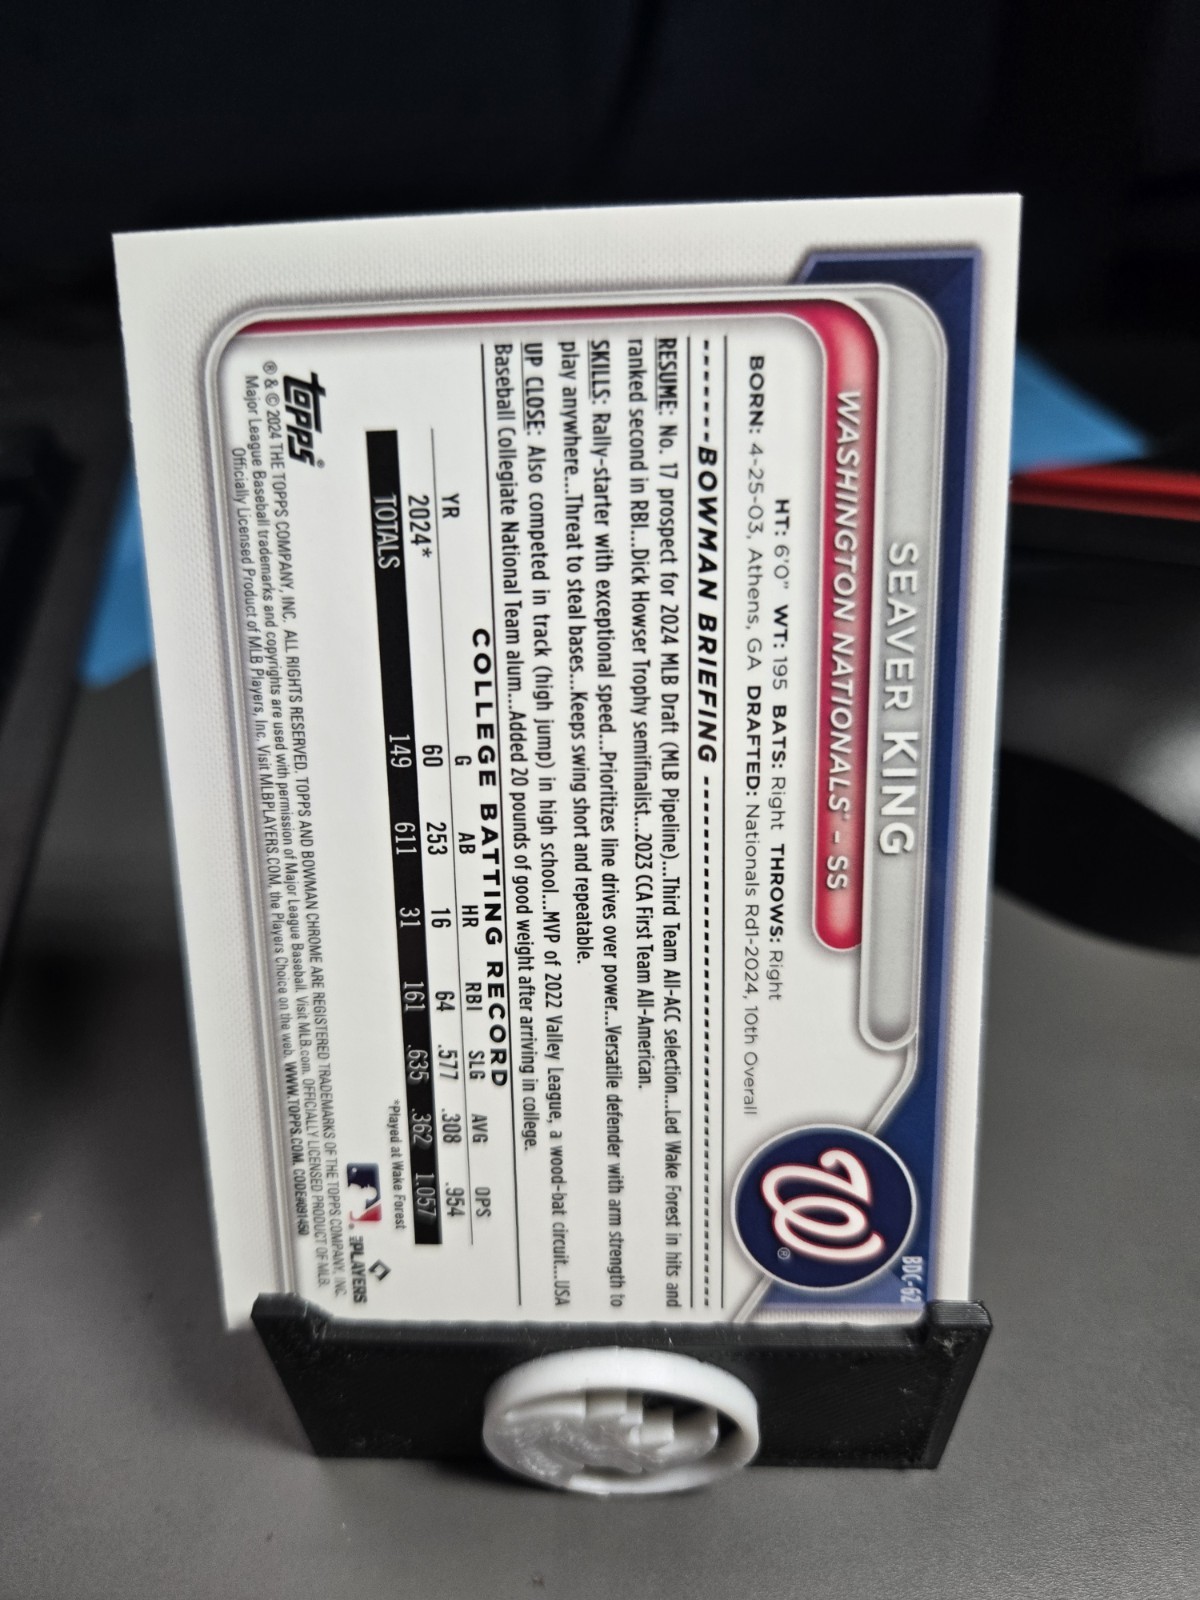 BDC-62
SEAVER KING
WASHINGTON NATIONALS® - SS
W®
HT: 6'0" WT: 195 BATS: Right THROWS: Right
BORN: 4-25-03, Athens, GA DRAFTED: Nationals Rd1-2024, 10th Overall
BOWMAN BRIEFING
RESUME: No. 17 prospect for 2024 MLB Draft (MLB Pipeline)...Third Team All-ACC selection...Led Wake Forest in hits and
ranked second in RBI...Dick Howser Trophy semifinalist...2023 CCA First Team All-American.
SKILLS: Rally-starter with exceptional speed...Prioritizes line drives over power...Versatile defender with arm strength to
play anywhere...Threat to steal bases...Keeps swing short and repeatable.
UP CLOSE: Also competed in track (high jump) in high school...MVP of 2022 Valley League, a wood-bat circuit...USA
Baseball Collegiate National Team alum...Added 20 pounds of good weight after arriving in college.
COLLEGE BATTING RECORD
YR G AB HR RBI SLG AVG OPS
2024* 60 253 16 64 .577 .308 .954
TOTALS 149 611 31 161 .635 .362 1.057
*Played at Wake Forest
topps®
PLAYERS
® & © 2024 THE TOPPS COMPANY, INC. ALL RIGHTS RESERVED. TOPPS AND BOWMAN CHROME ARE REGISTERED TRADEMARKS OF THE TOPPS COMPANY, INC.
Major League Baseball trademarks and copyrights are used with permission of Major League Baseball. Visit MLB.com. OFFICIALLY LICENSED PRODUCT OF MLB.
Officially Licensed Product of MLB Players, Inc. Visit MLBPLAYERS.COM, the Players Choice on the web. WWW.TOPPS.COM. CODE#091450